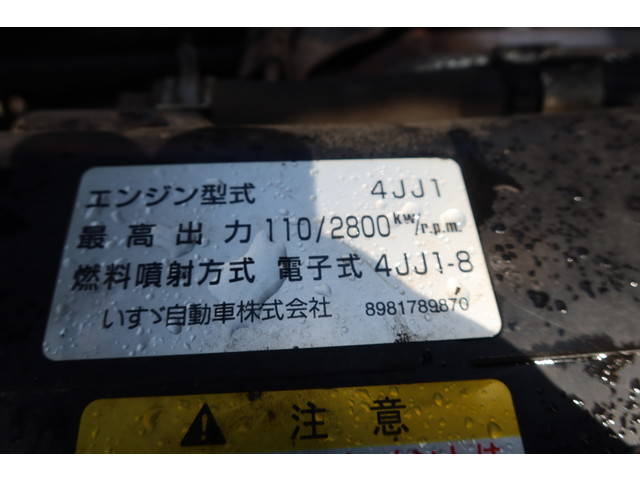 エンジン型式 4JJ1
最高出力 110/2800 kw/r.p.m.
燃料噴射方式 電子式 4JJ1-8
いすゞ自動車株式会社 8981789870
注意